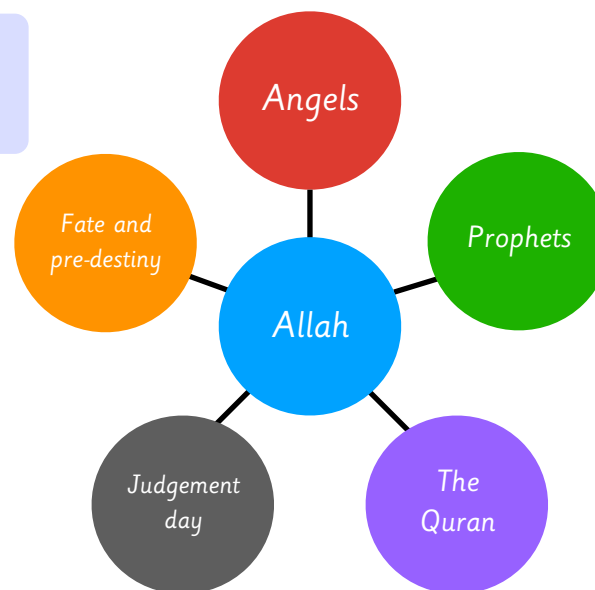 Angels
Fate and
pre-destiny
Prophets
Allah
Judgement
day
The
Quran